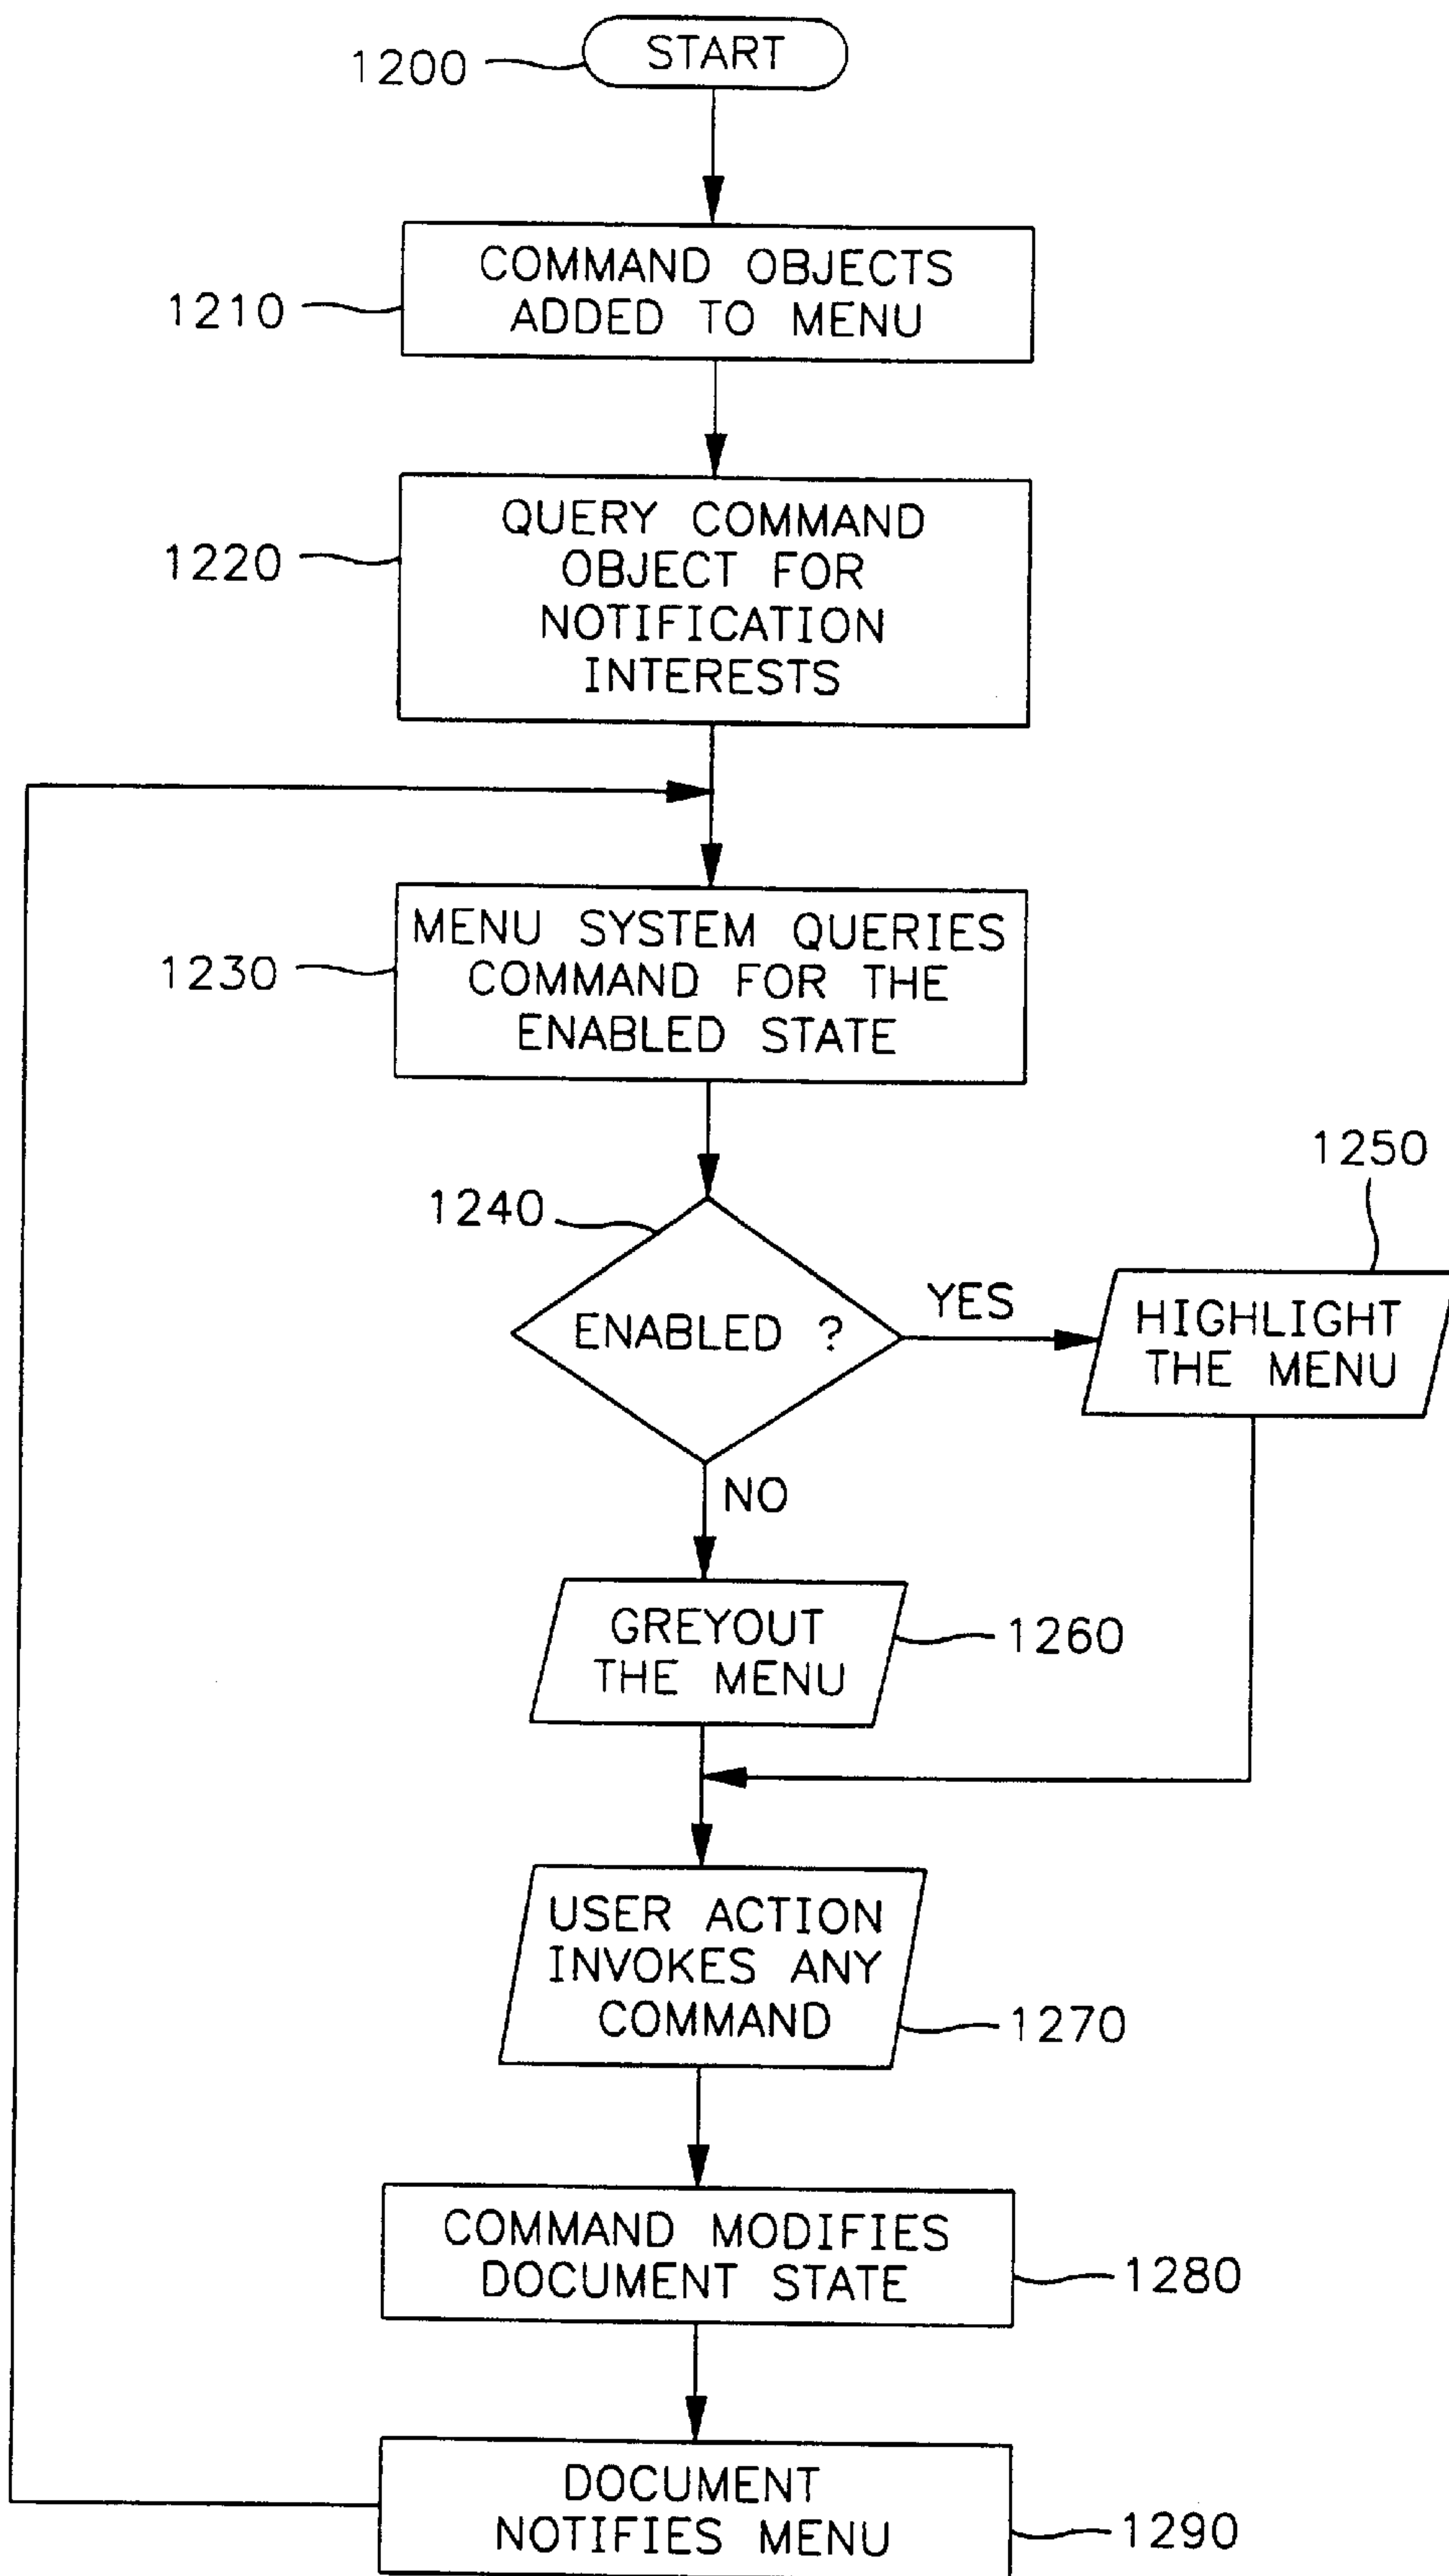 START
1200
COMMAND OBJECTS
ADDED TO MENU
1210
QUERY COMMAND
OBJECT FOR
NOTIFICATION
INTERESTS
1220
MENU SYSTEM QUERIES
COMMAND FOR THE
ENABLED STATE
1230
1240
ENABLED ?
YES
1250
HIGHLIGHT
THE MENU
NO
GREYOUT
THE MENU
1260
USER ACTION
INVOKES ANY
COMMAND
1270
COMMAND MODIFIES
DOCUMENT STATE
1280
DOCUMENT
NOTIFIES MENU
1290